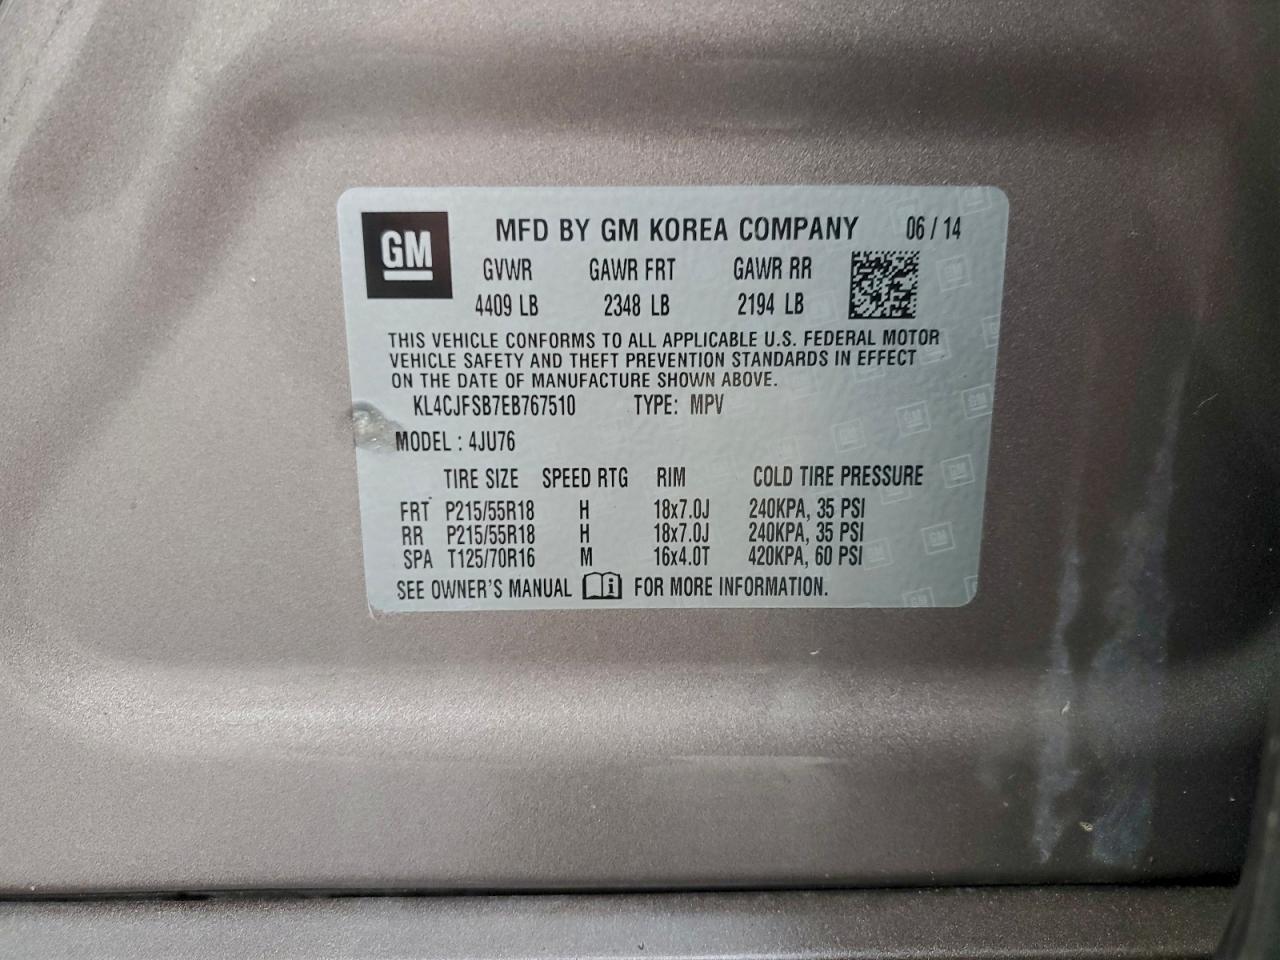 GM
MFD BY GM KOREA COMPANY 06 / 14
GVWR GAWR FRT GAWR RR
4409 LB 2348 LB 2194 LB
THIS VEHICLE CONFORMS TO ALL APPLICABLE U.S. FEDERAL MOTOR
VEHICLE SAFETY AND THEFT PREVENTION STANDARDS IN EFFECT
ON THE DATE OF MANUFACTURE SHOWN ABOVE.
KL4CJFSB7EB767510 TYPE: MPV
MODEL : 4JU76
TIRE SIZE SPEED RTG RIM COLD TIRE PRESSURE
FRT P215/55R18 H 18x7.0J 240KPA, 35 PSI
RR P215/55R18 H 18x7.0J 240KPA, 35 PSI
SPA T125/70R16 M 16x4.0T 420KPA, 60 PSI
SEE OWNER'S MANUAL i FOR MORE INFORMATION.